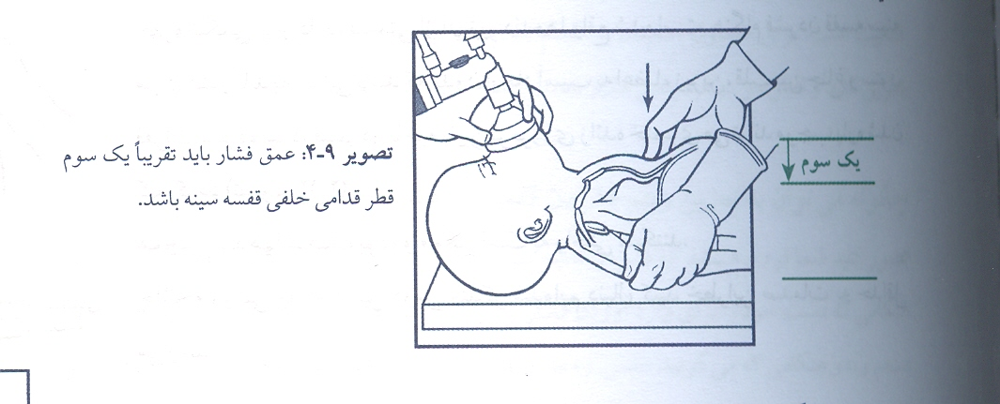 تصویر ۹-۴: عمق فشار باید تقریباً یک سوم
قطر قدامی خلفی قفسه سینه باشد.
یک سوم